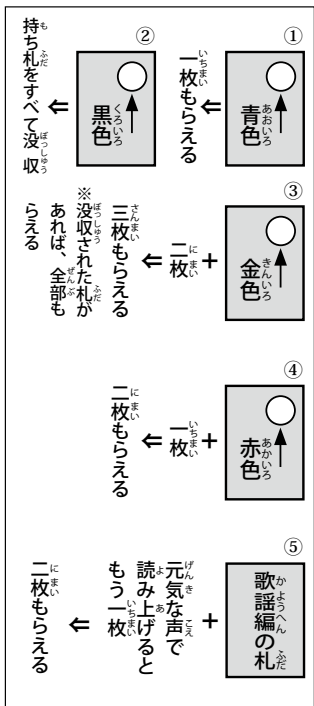 ①
青色
一枚もらえる
②
黒色
持ち札をすべて没収
③
金色
+
二枚
三枚もらえる
※没収された札が
あれば、全部も
らえる
④
赤色
+
一枚
二枚もらえる
⑤
歌謡編の札
+
元気な声で
読み上げると
もう一枚
二枚もらえる